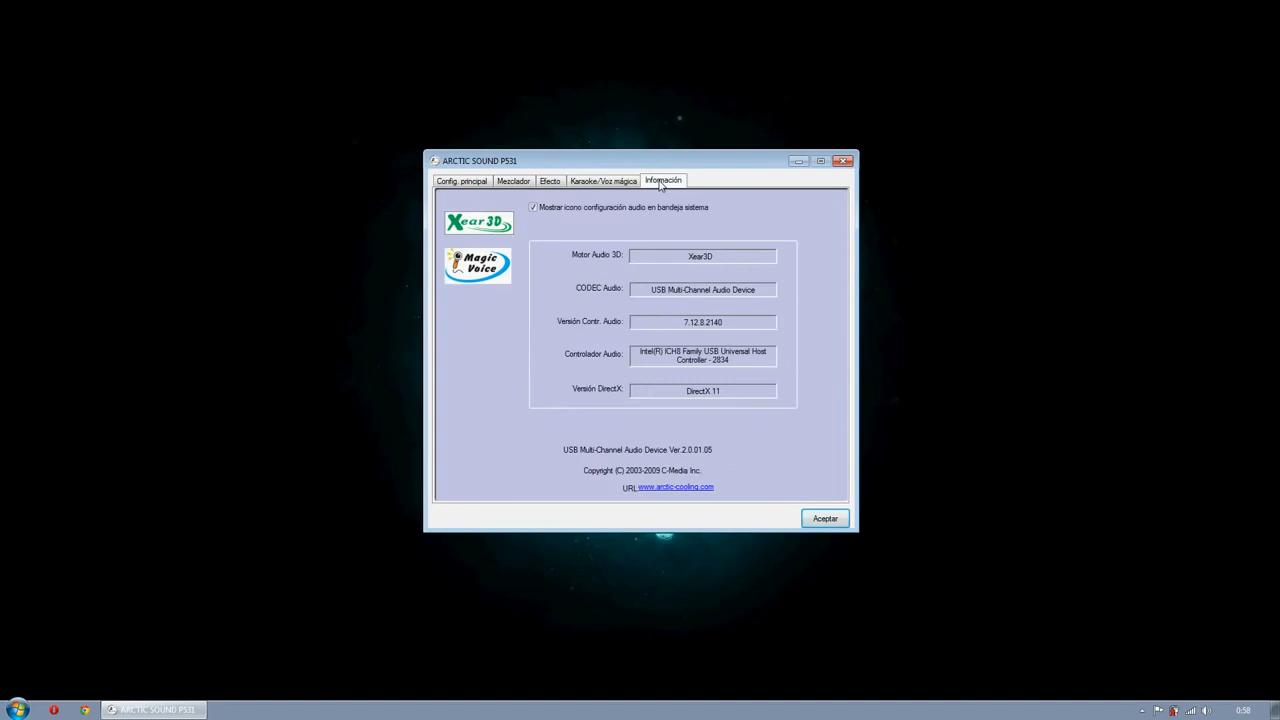 ARCTIC SOUND P531
Config. principal
Mezclador
Efecto
Karaoke/Voz mágica
Información
Mostrar icono configuración audio en bandeja sistema
Xear 3D
Magic
Voice
Motor Audio 3D:
Xear3D
CODEC Audio:
USB Multi-Channel Audio Device
Versión Contr. Audio:
7.12.8.2140
Controlador Audio:
Intel(R) ICH8 Family USB Universal Host
Controller - 2834
Versión DirectX:
DirectX 11
USB Multi-Channel Audio Device Ver.2.0.01.05
Copyright (C) 2003-2009 C-Media Inc.
URL www.arctic-cooling.com
Aceptar
ARCTIC SOUND P531
0:58